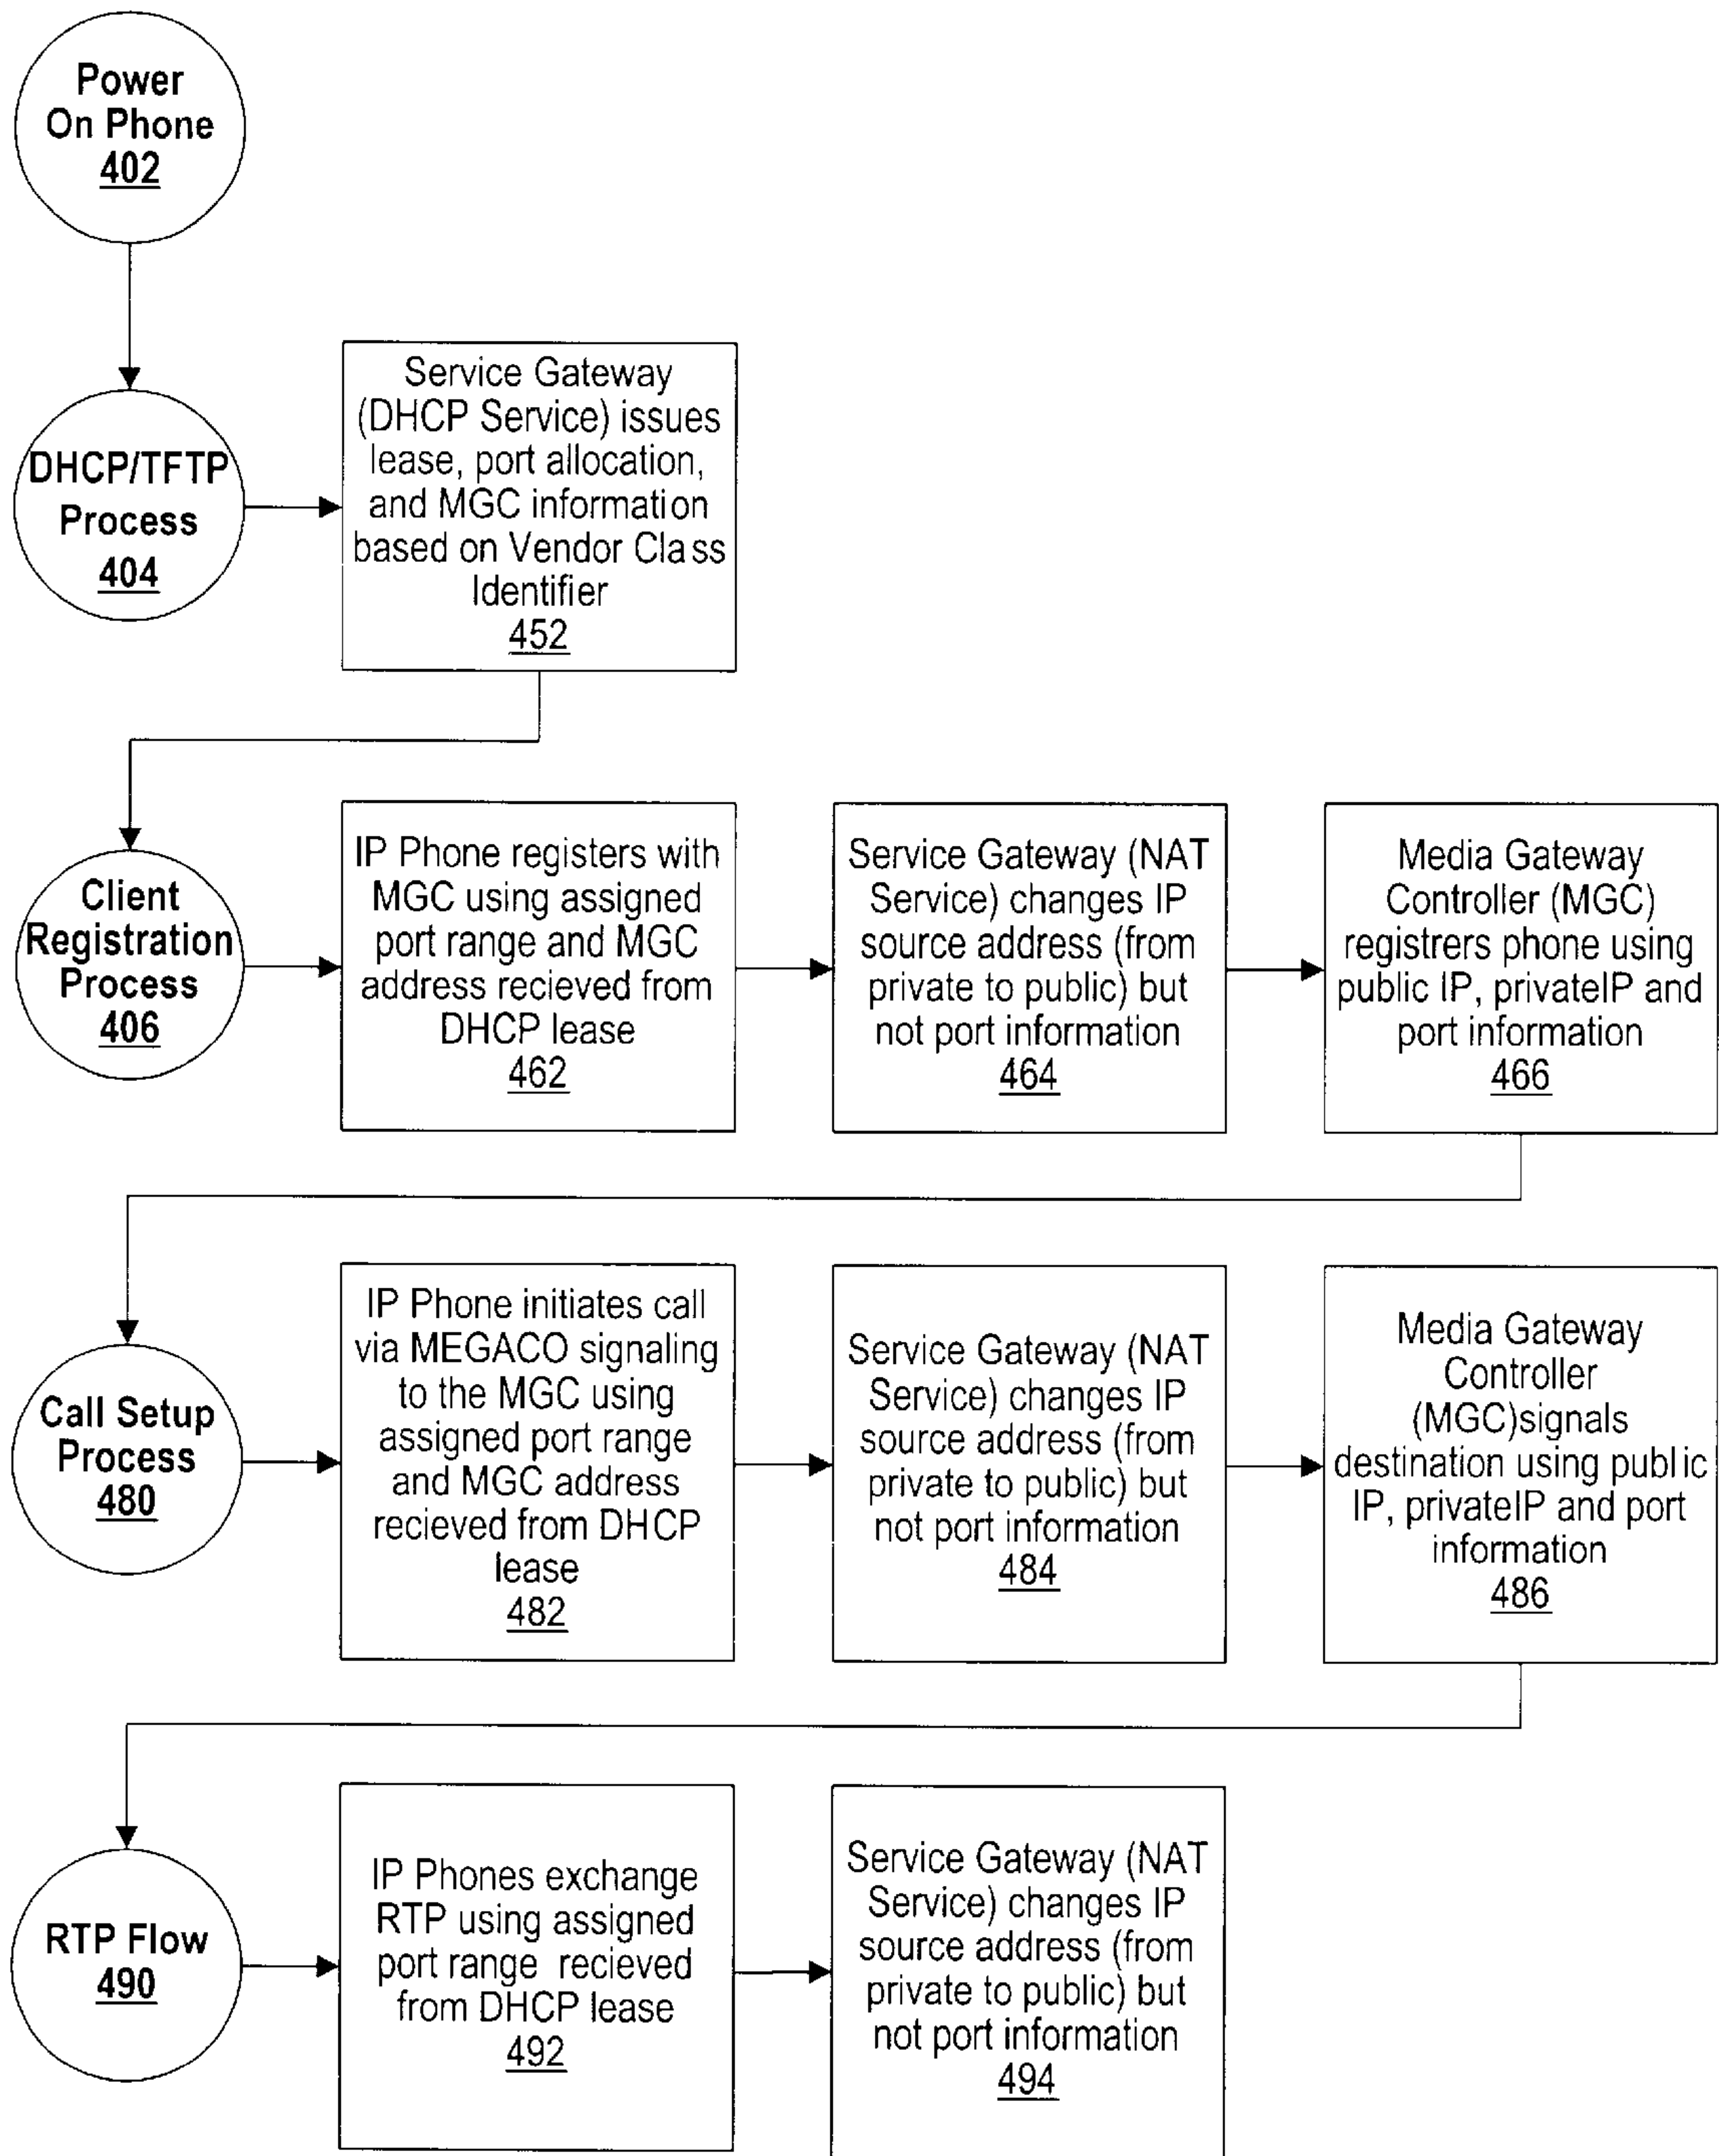 Power
On Phone
402
DHCP/TFTP
Process
404
Service Gateway
(DHCP Service) issues
lease, port allocation,
and MGC information
based on Vendor Class
Identifier
452
Client
Registration
Process
406
IP Phone registers with
MGC using assigned
port range and MGC
address recieved from
DHCP lease
462
Service Gateway (NAT
Service) changes IP
source address (from
private to public) but
not port information
464
Media Gateway
Controller (MGC)
registrers phone using
public IP, privateIP and
port information
466
Call Setup
Process
480
IP Phone initiates call
via MEGACO signaling
to the MGC using
assigned port range
and MGC address
recieved from DHCP
lease
482
Service Gateway (NAT
Service) changes IP
source address (from
private to public) but
not port information
484
Media Gateway
Controller
(MGC)signals
destination using public
IP, privateIP and port
information
486
RTP Flow
490
IP Phones exchange
RTP using assigned
port range recieved
from DHCP lease
492
Service Gateway (NAT
Service) changes IP
source address (from
private to public) but
not port information
494